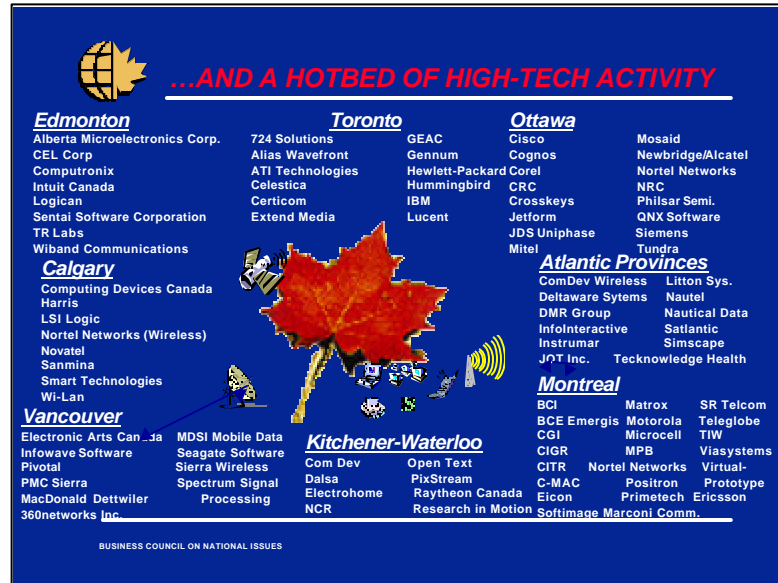 ...AND A HOTBED OF HIGH-TECH ACTIVITY
Edmonton
Alberta Microelectronics Corp.
CEL Corp
Computronix
Intuit Canada
Logican
Sentai Software Corporation
TR Labs
Wiband Communications
Toronto
724 Solutions GEAC
Alias Wavefront Gennum
ATI Technologies Hewlett-Packard
Celestica Hummingbird
Certicom IBM
Extend Media Lucent
Ottawa
Cisco Mosaid
Cognos Newbridge/Alcatel
Corel Nortel Networks
CRC NRC
Crosskeys Philsar Semi.
Jetform QNX Software
JDS Uniphase Siemens
Mitel Tundra
Calgary
Computing Devices Canada
Harris
LSI Logic
Nortel Networks (Wireless)
Novatel
Sanmina
Smart Technologies
Wi-Lan
Atlantic Provinces
ComDev Wireless Litton Sys.
Deltaware Sytems Nautel
DMR Group Nautical Data
InfoInteractive Satlantic
Instrumar Simscape
JOT Inc. Tecknowledge Health
Vancouver
Electronic Arts Canada MDSI Mobile Data
Infowave Software Seagate Software
Pivotal Sierra Wireless
PMC Sierra Spectrum Signal
MacDonald Dettwiler Processing
360networks Inc.
Kitchener-Waterloo
Com Dev Open Text
Dalsa PixStream
Electrohome Raytheon Canada
NCR Research in Motion
Montreal
BCI Matrox SR Telcom
BCE Emergis Motorola Teleglobe
CGI Microcell TIW
CIGR MPB Viasystems
CITR Nortel Networks Virtual-
C-MAC Positron Prototype
Eicon Primetech Ericsson
Softimage Marconi Comm.
BUSINESS COUNCIL ON NATIONAL ISSUES